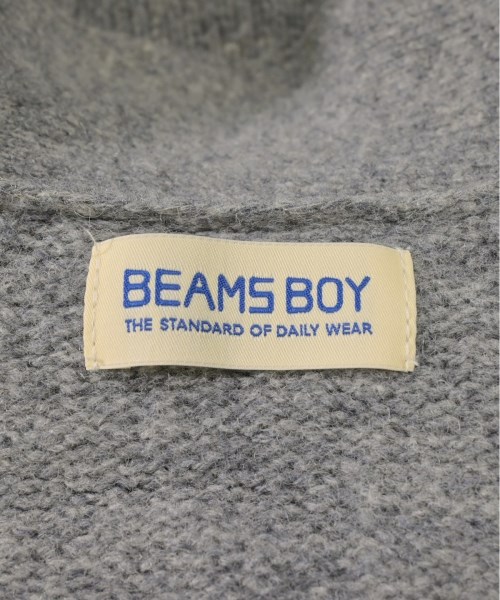 BEAMS BOY
THE STANDARD OF DAILY WEAR